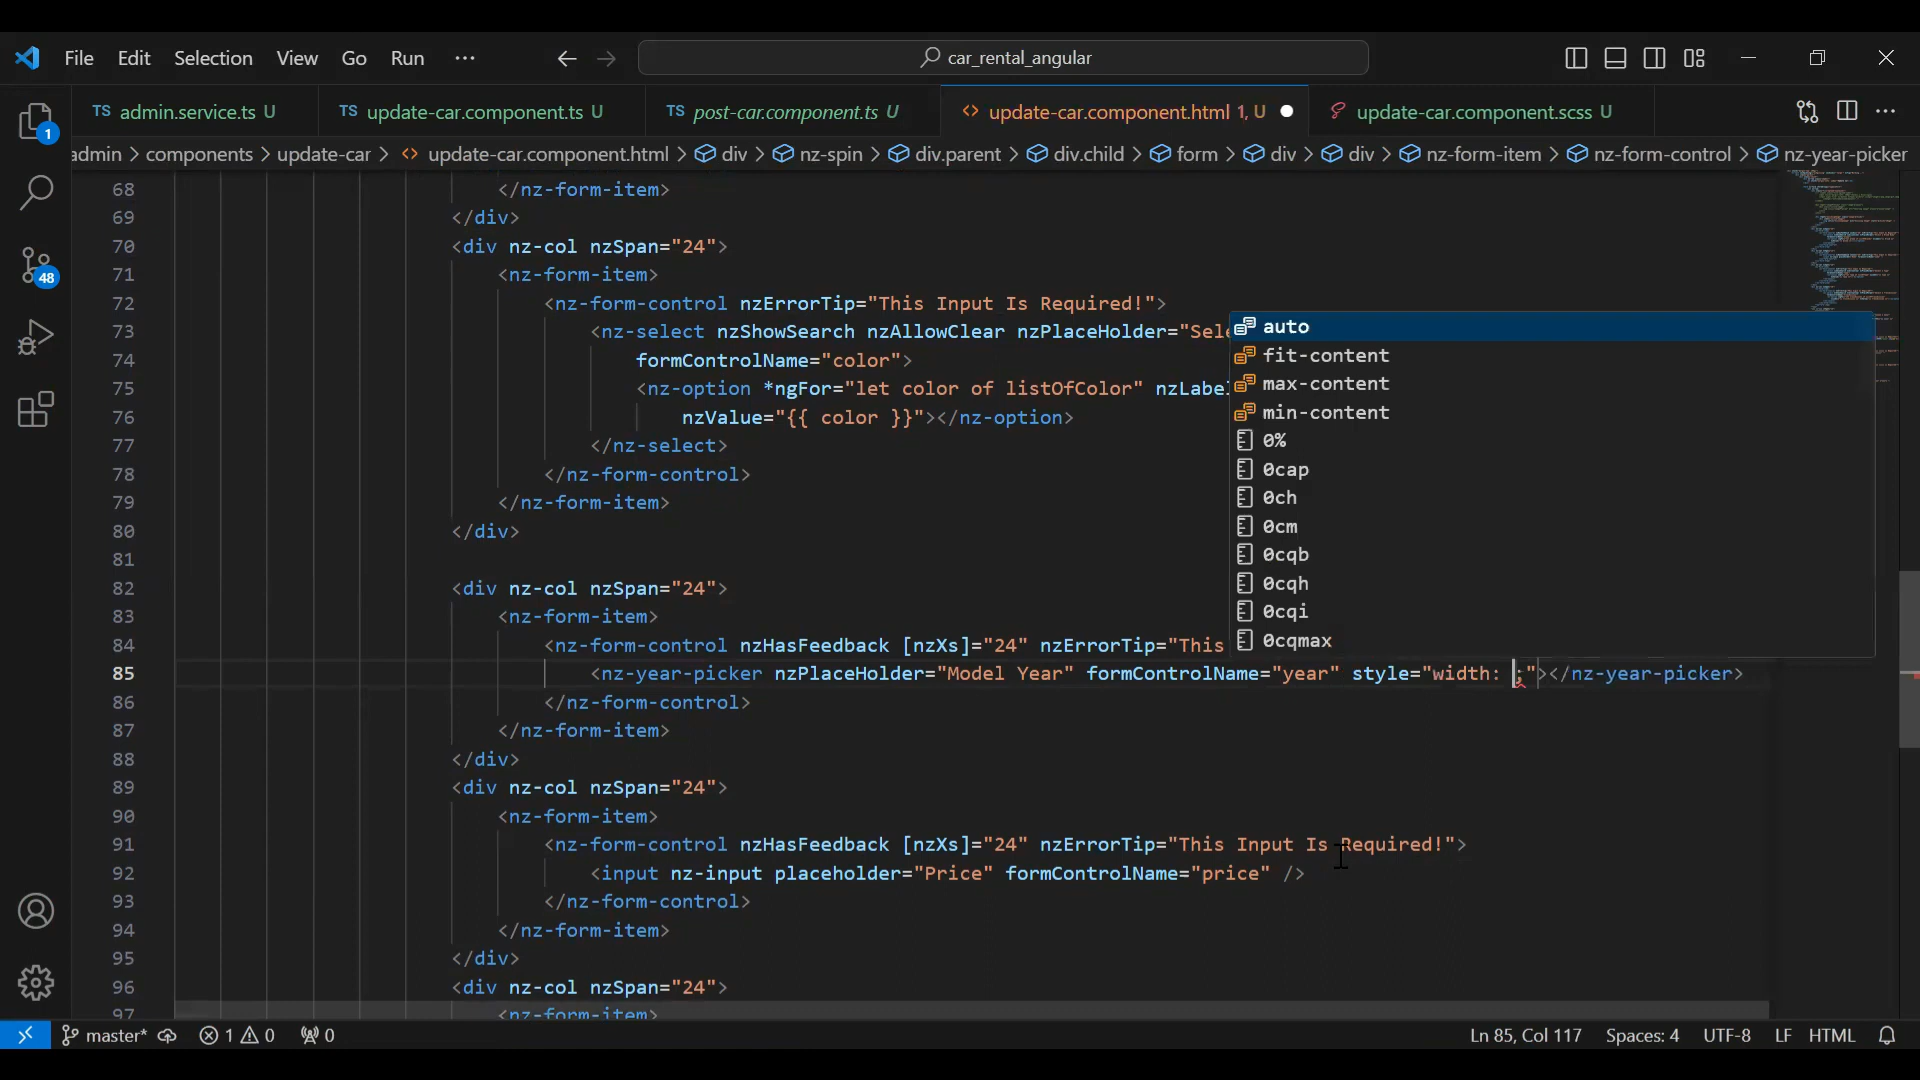 File Edit Selection View Go Run ··· car_rental_angular
TS admin.service.ts U TS update-car.component.ts U TS post-car.component.ts U <> update-car.component.html 1, U update-car.component.scss U
admin > components > update-car > <> update-car.component.html > div > nz-spin > div.parent > div.child > form > div > div > nz-form-item > nz-form-control > nz-year-picker
68 </nz-form-item>
69 </div>
70 <div nz-col nzSpan="24">
71 <nz-form-item>
72 <nz-form-control nzErrorTip="This Input Is Required!">
73 <nz-select nzShowSearch nzAllowClear nzPlaceHolder="Sele
74 formControlName="color">
75 <nz-option *ngFor="let color of listOfColor" nzLabel
76 nzValue="{{ color }}"></nz-option>
77 </nz-select>
78 </nz-form-control>
79 </nz-form-item>
80 </div>
81
82 <div nz-col nzSpan="24">
83 <nz-form-item>
84 <nz-form-control nzHasFeedback [nzXs]="24" nzErrorTip="This
85 <nz-year-picker nzPlaceHolder="Model Year" formControlName="year" style="width: ;"></nz-year-picker>
86 </nz-form-control>
87 </nz-form-item>
88 </div>
89 <div nz-col nzSpan="24">
90 <nz-form-item>
91 <nz-form-control nzHasFeedback [nzXs]="24" nzErrorTip="This Input Is Required!">
92 <input nz-input placeholder="Price" formControlName="price" />
93 </nz-form-control>
94 </nz-form-item>
95 </div>
96 <div nz-col nzSpan="24">
97 <nz-form-item>
auto
fit-content
max-content
min-content
0%
0cap
0ch
0cm
0cqb
0cqh
0cqi
0cqmax
1
48
master* 1 0 0 Ln 85, Col 117 Spaces: 4 UTF-8 LF HTML